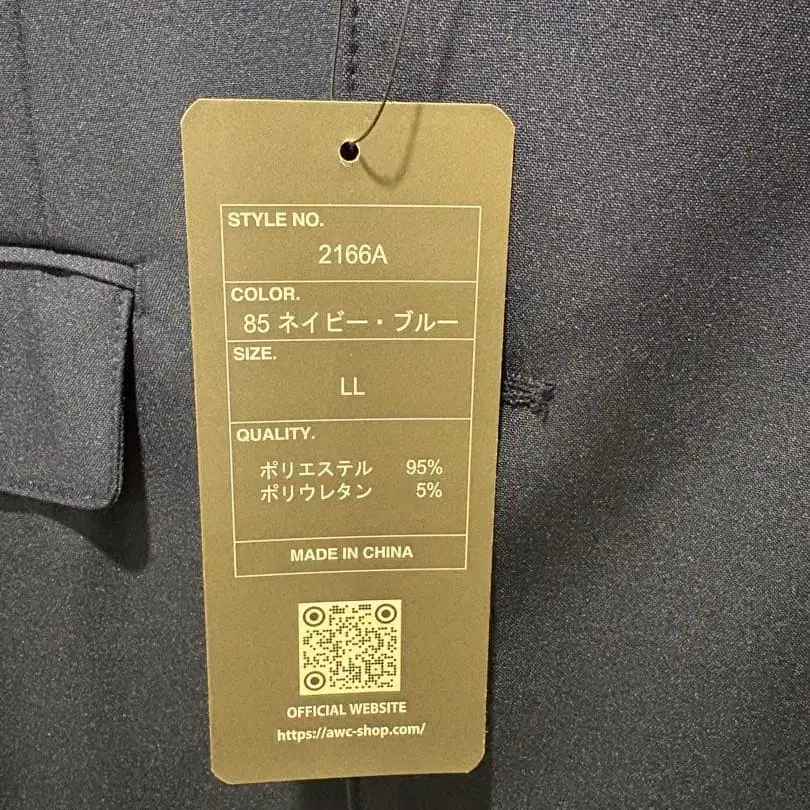 STYLE NO.
2166A
COLOR.
85 ネイビー・ブルー
SIZE.
LL
QUALITY.
ポリエステル 95%
ポリウレタン 5%
MADE IN CHINA
OFFICIAL WEBSITE
https://awc-shop.com/